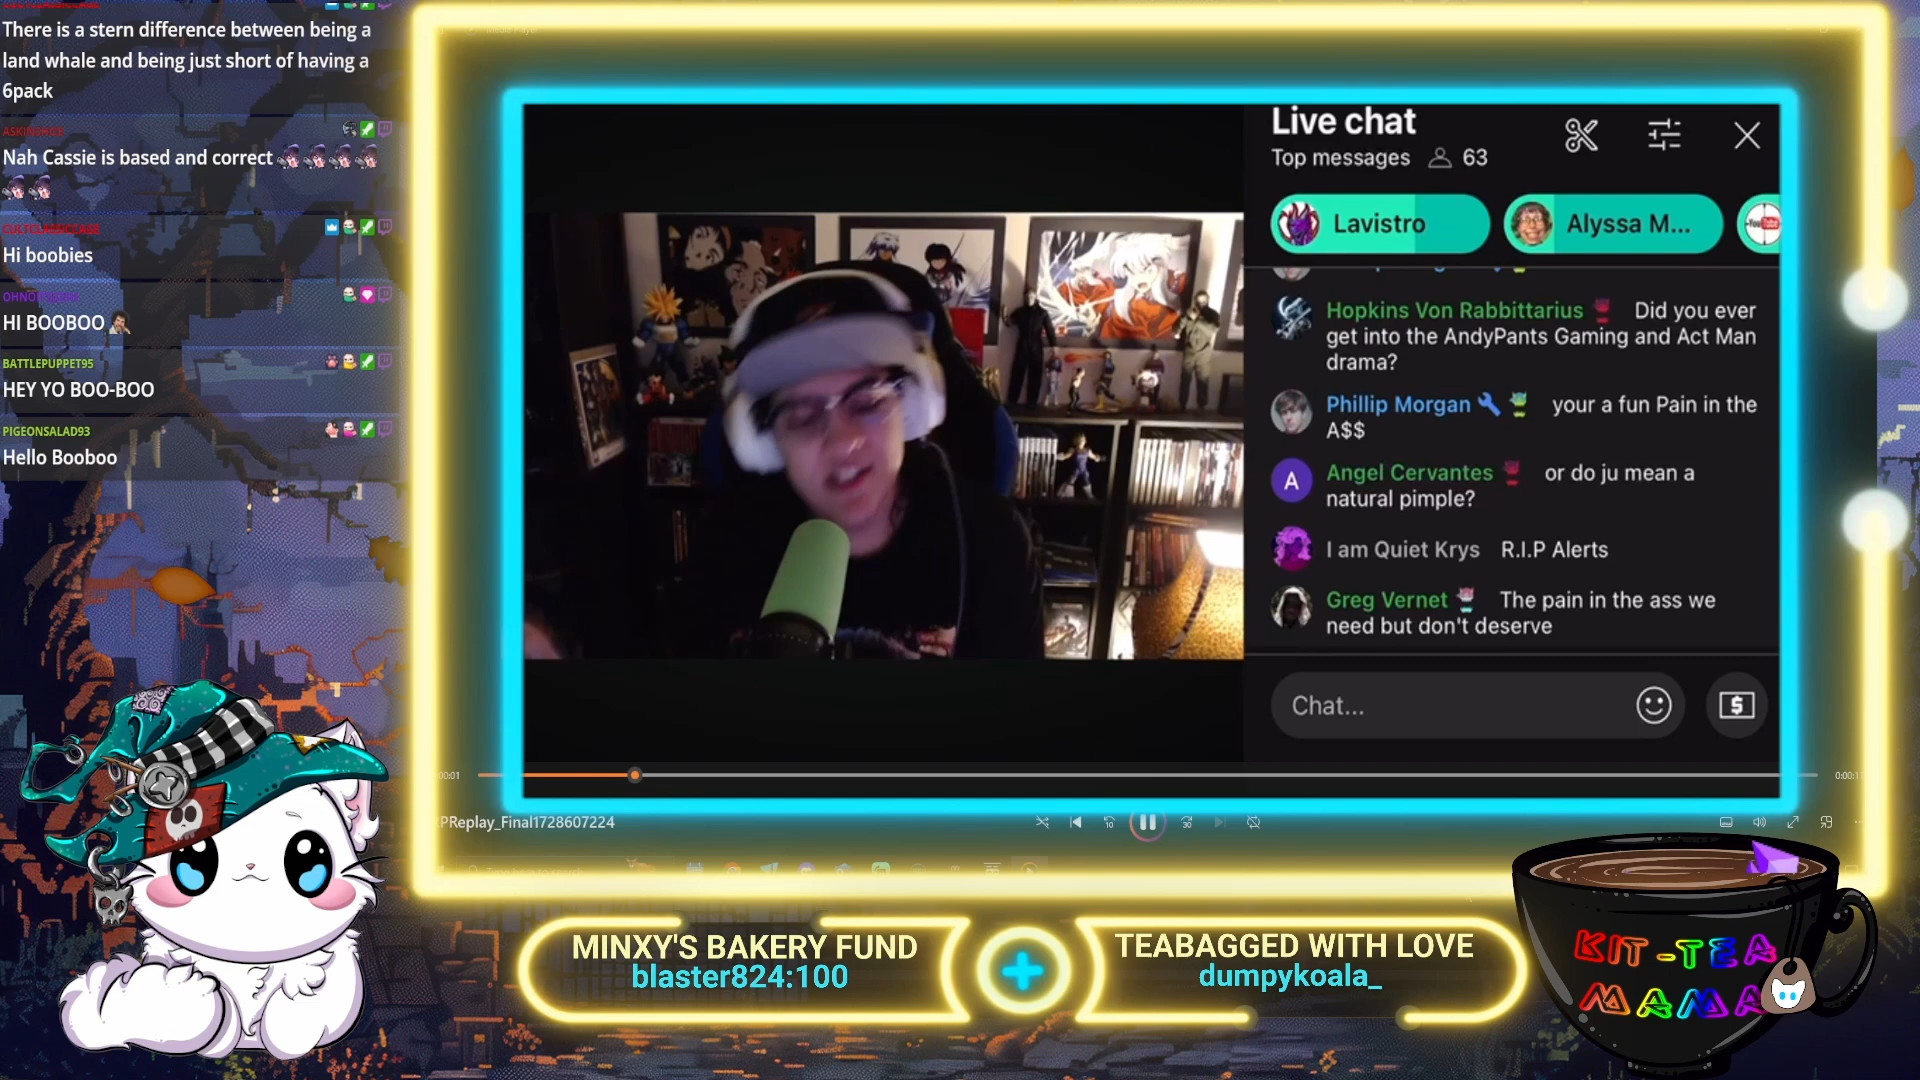 There is a stern difference between being a
land whale and being just short of having a
6pack
Nah Cassie is based and correct
CULTCLASSICCASS
Hi boobies
HI BOOBOO
BATTLEPUPPET95
HEY YO BOO-BOO
PIGEONSALAD93
Hello Booboo
Live chat
Top messages 63
Lavistro
Alyssa M...
YouTube
Hopkins Von Rabbittarius Did you ever
get into the AndyPants Gaming and Act Man
drama?
Phillip Morgan your a fun Pain in the
A$$
A
Angel Cervantes or do ju mean a
natural pimple?
I am Quiet Krys R.I.P Alerts
Greg Vernet The pain in the ass we
need but don't deserve
Chat...
$
PReplay_Final1728607224
10
30
MINXY'S BAKERY FUND
blaster824:100
TEABAGGED WITH LOVE
dumpykoala_
KIT-TEA
MAMA